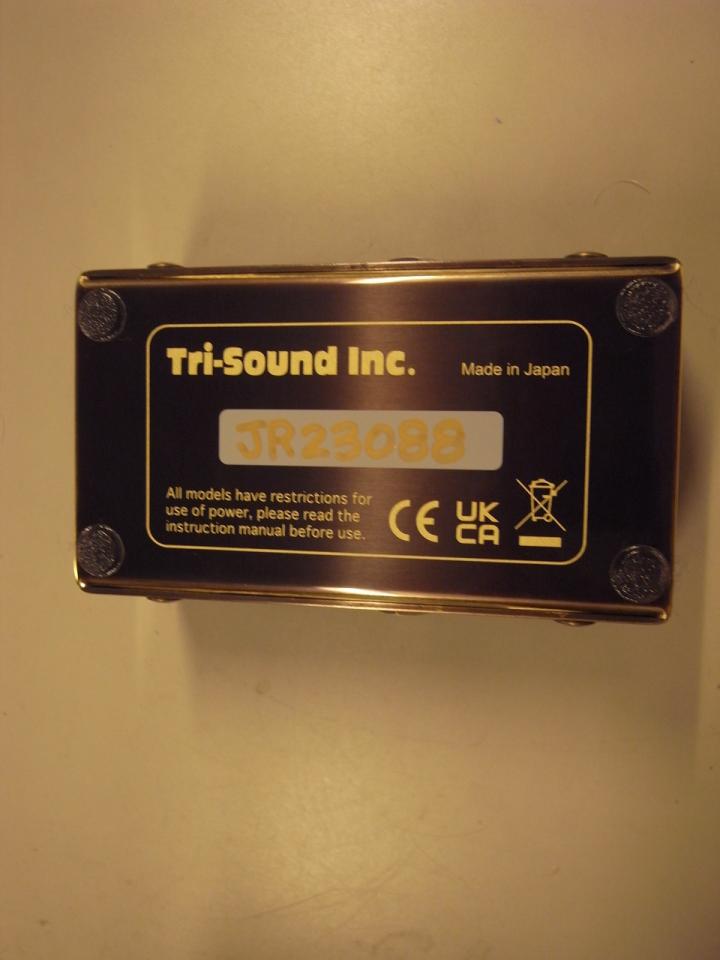 Tri-Sound Inc.
Made in Japan
JR23088
All models have restrictions for
use of power, please read the
instruction manual before use.
CE
UK
CA